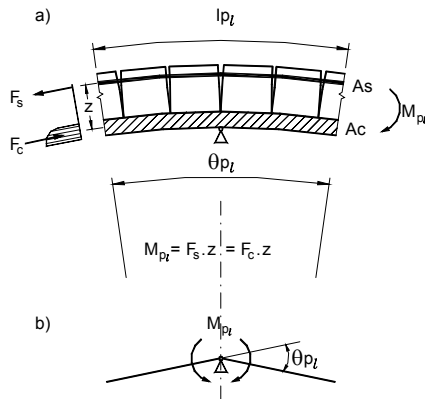 a)
lpl
As
Fs
z
Mpl
Fc
Ac
θpl
Mpl = Fs.z = Fc.z
b)
Mpl
θpl